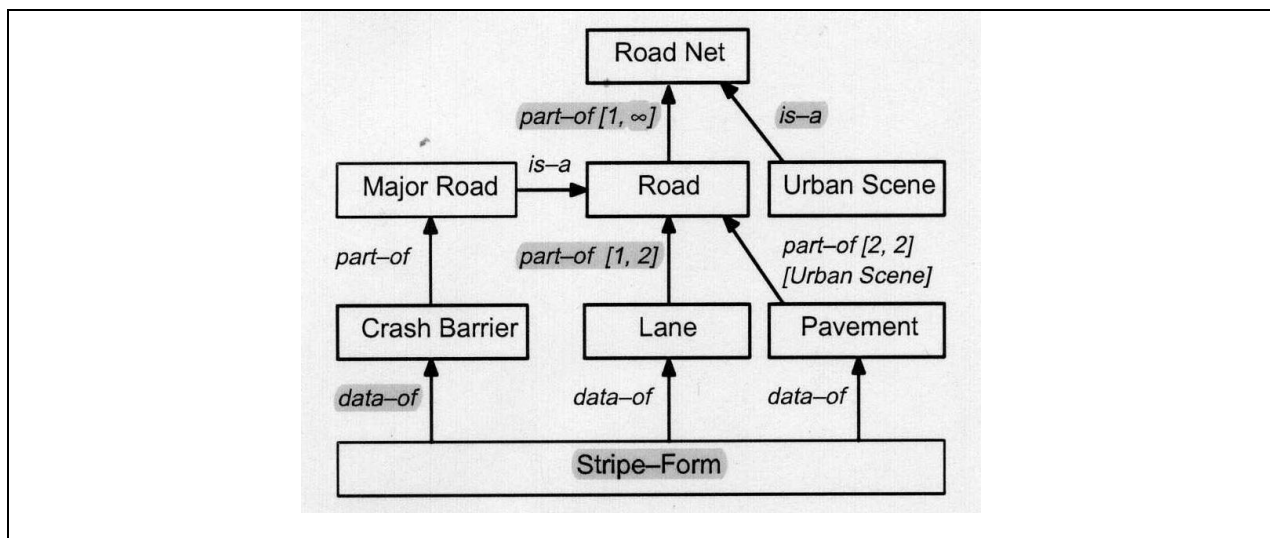 Road Net
part–of [1, ∞]
is–a
is–a
Major Road
Road
Urban Scene
part–of
part–of [1, 2]
part–of [2, 2]
[Urban Scene]
Crash Barrier
Lane
Pavement
data–of
data–of
data–of
Stripe–Form